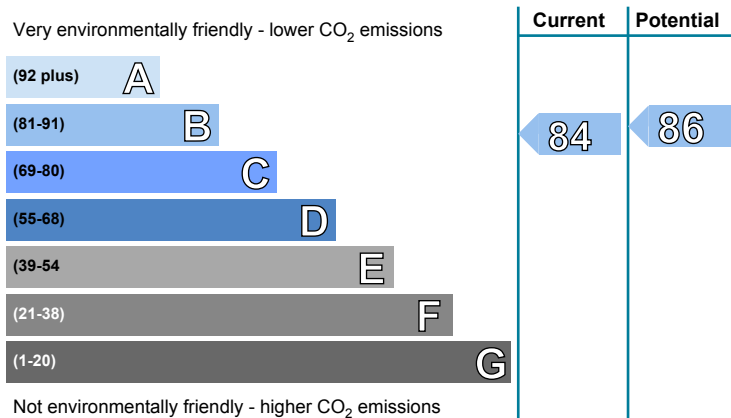 Very environmentally friendly - lower CO₂ emissions
Current
Potential
(92 plus) A
(81-91) B
84
86
(69-80) C
(55-68) D
(39-54 E
(21-38) F
(1-20) G
Not environmentally friendly - higher CO₂ emissions